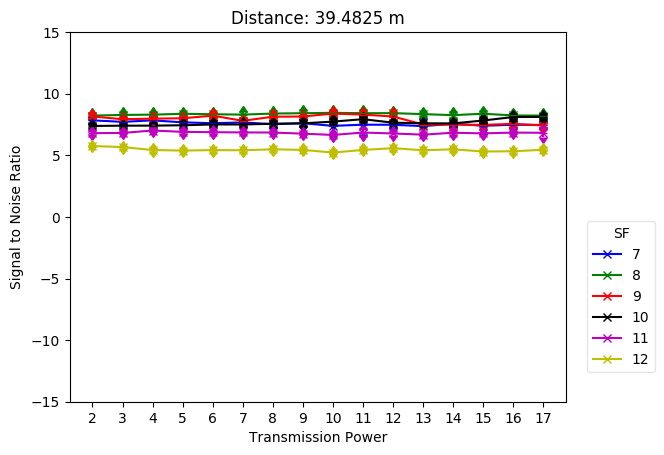 Distance: 39.4825 m
15
10
5
0
−5
−10
−15
Signal to Noise Ratio
2 3 4 5 6 7 8 9 10 11 12 13 14 15 16 17
Transmission Power
SF
7
8
9
10
11
12